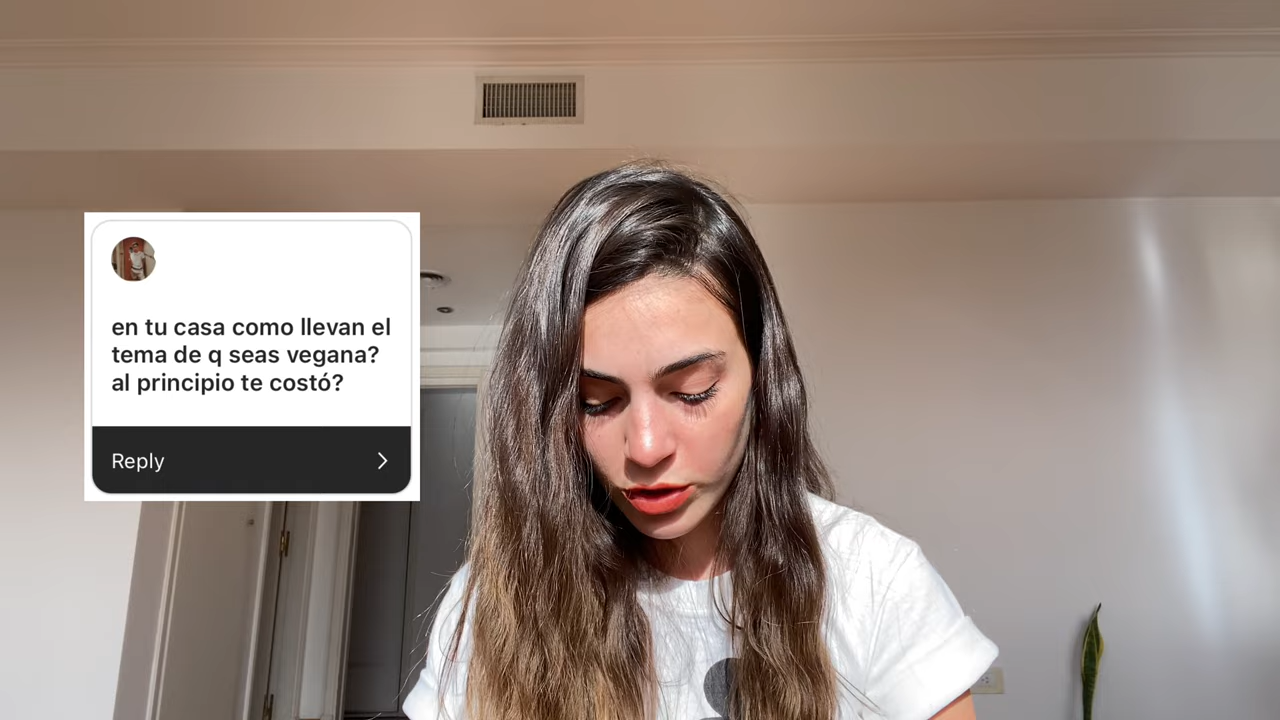 en tu casa como llevan el
tema de q seas vegana?
al principio te costó?
Reply